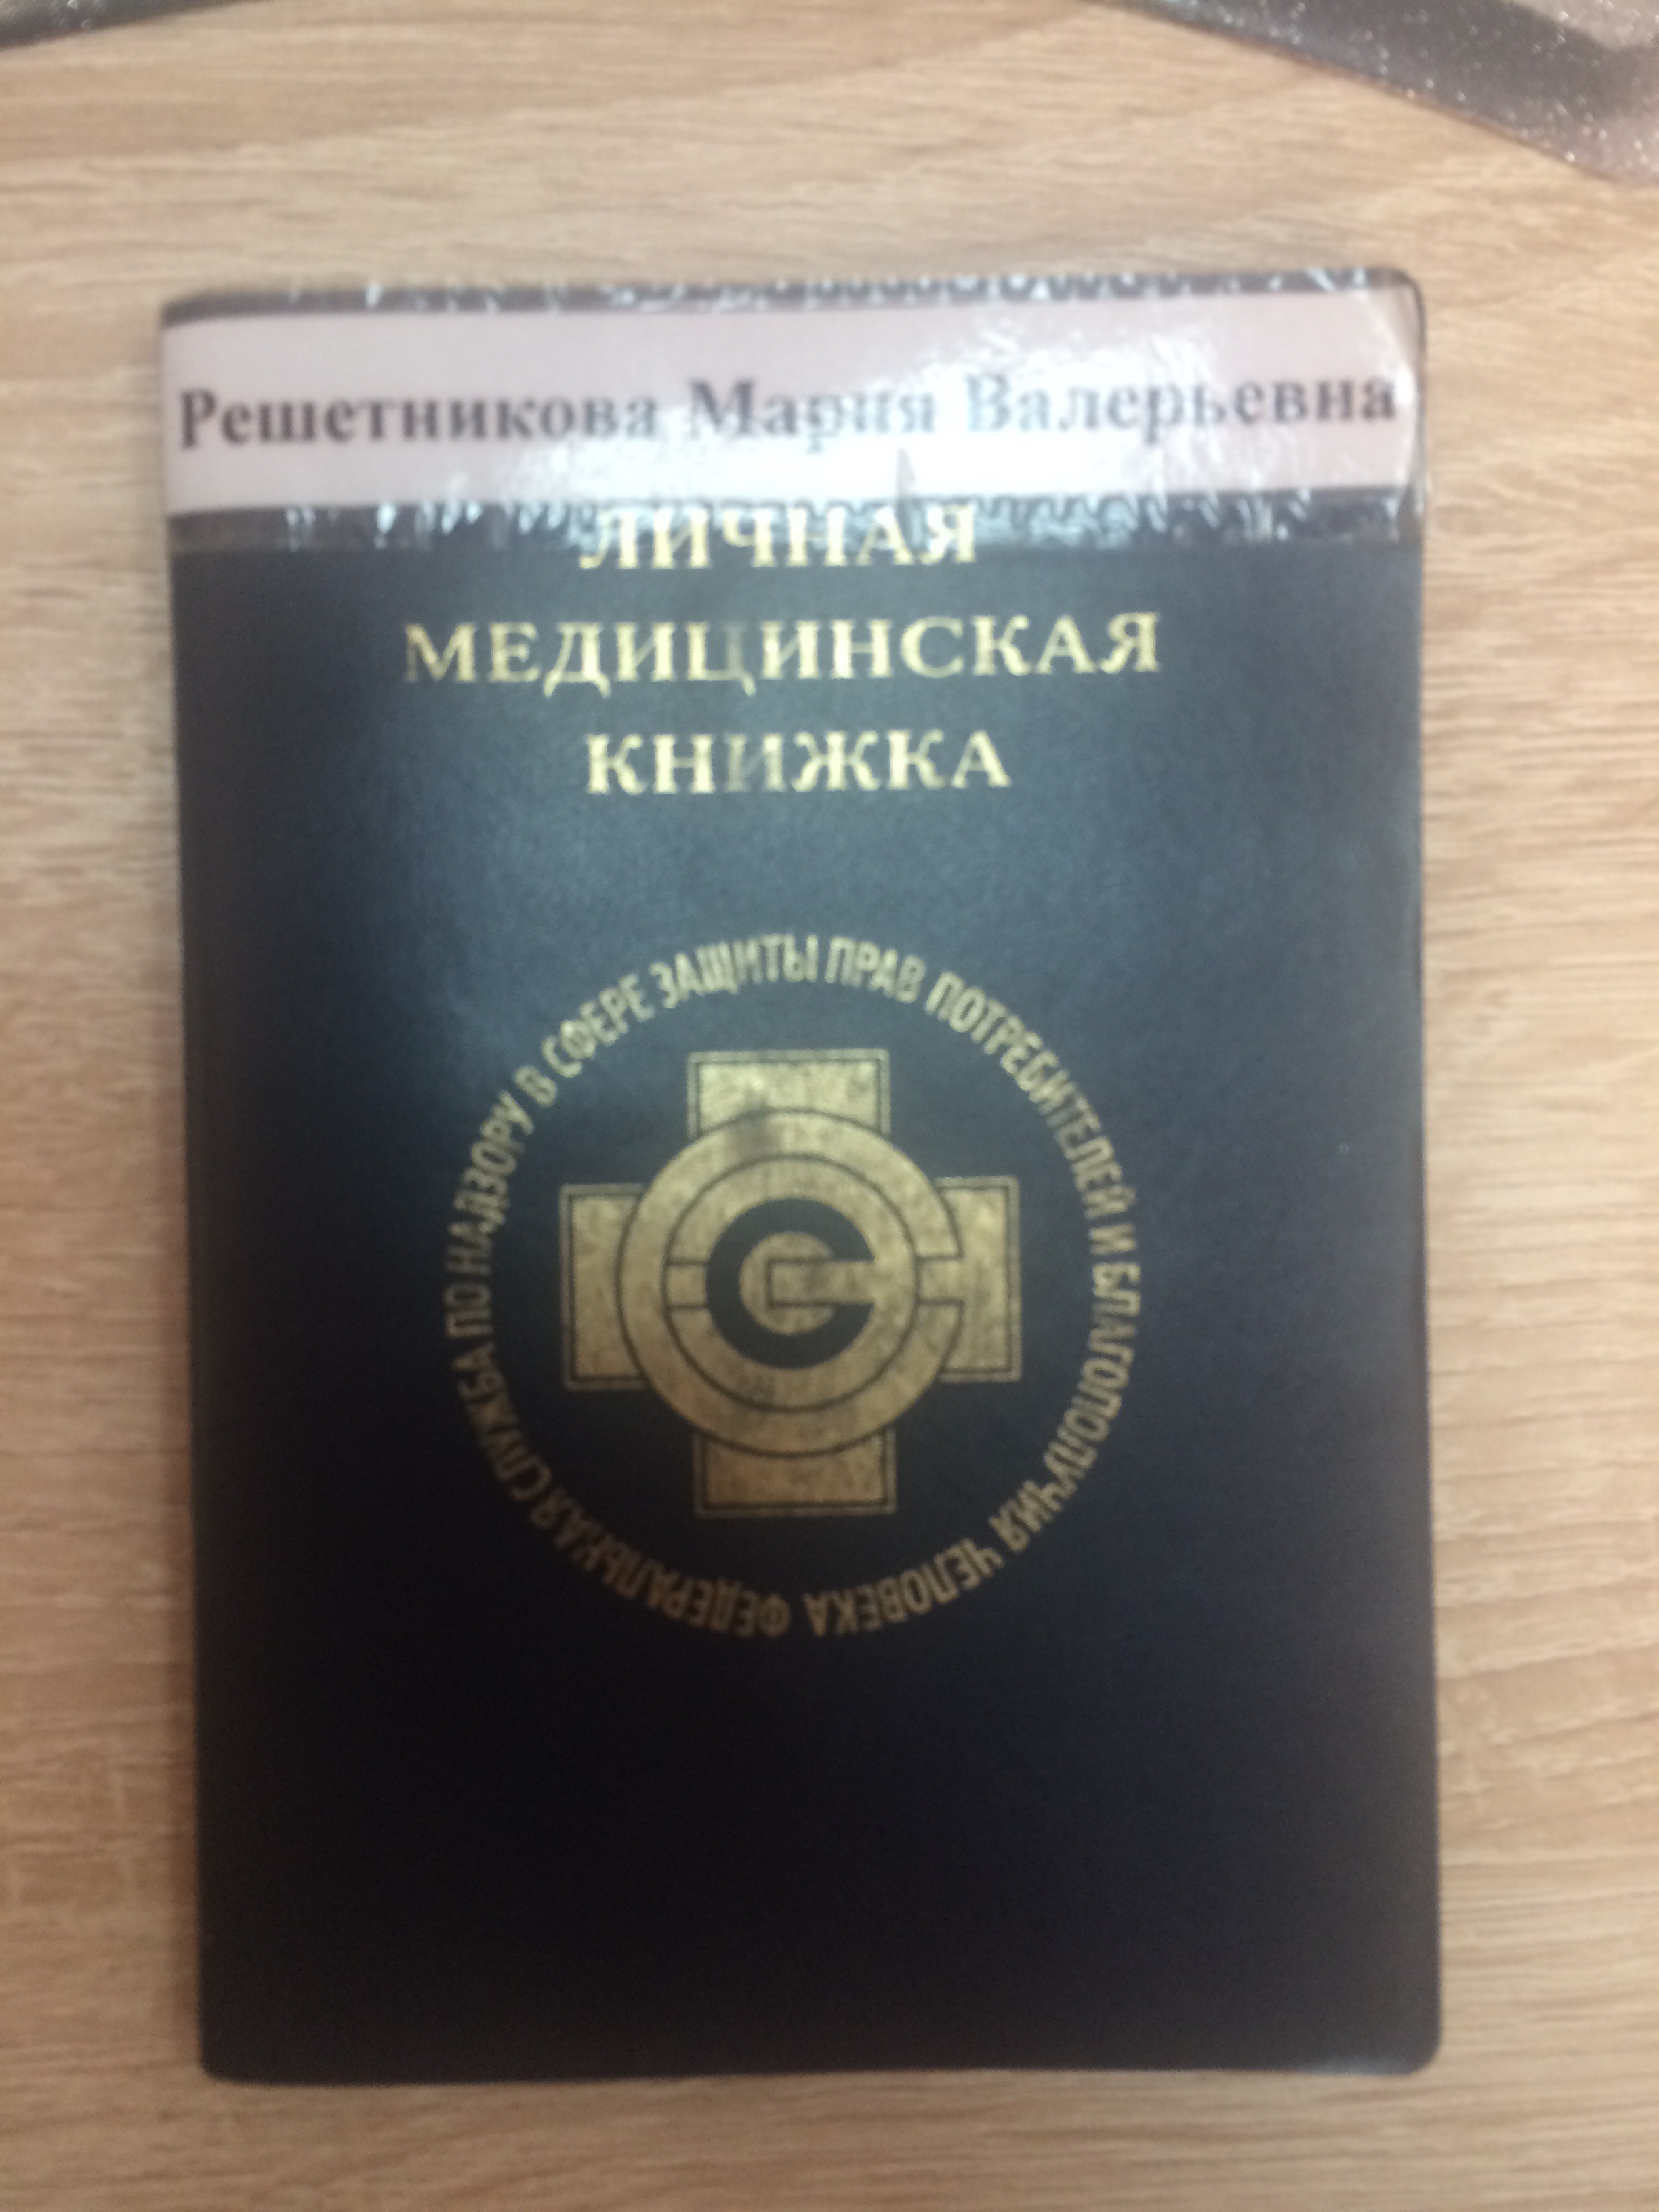 Решетникова Мария Валерьевна
ЛИЧНАЯ
МЕДИЦИНСКАЯ
КНИЖКА
ФЕДЕРАЛЬНАЯ СЛУЖБА ПО НАДЗОРУ В СФЕРЕ ЗАЩИТЫ ПРАВ ПОТРЕБИТЕЛЕЙ И БЛАГОПОЛУЧИЯ ЧЕЛОВЕКА